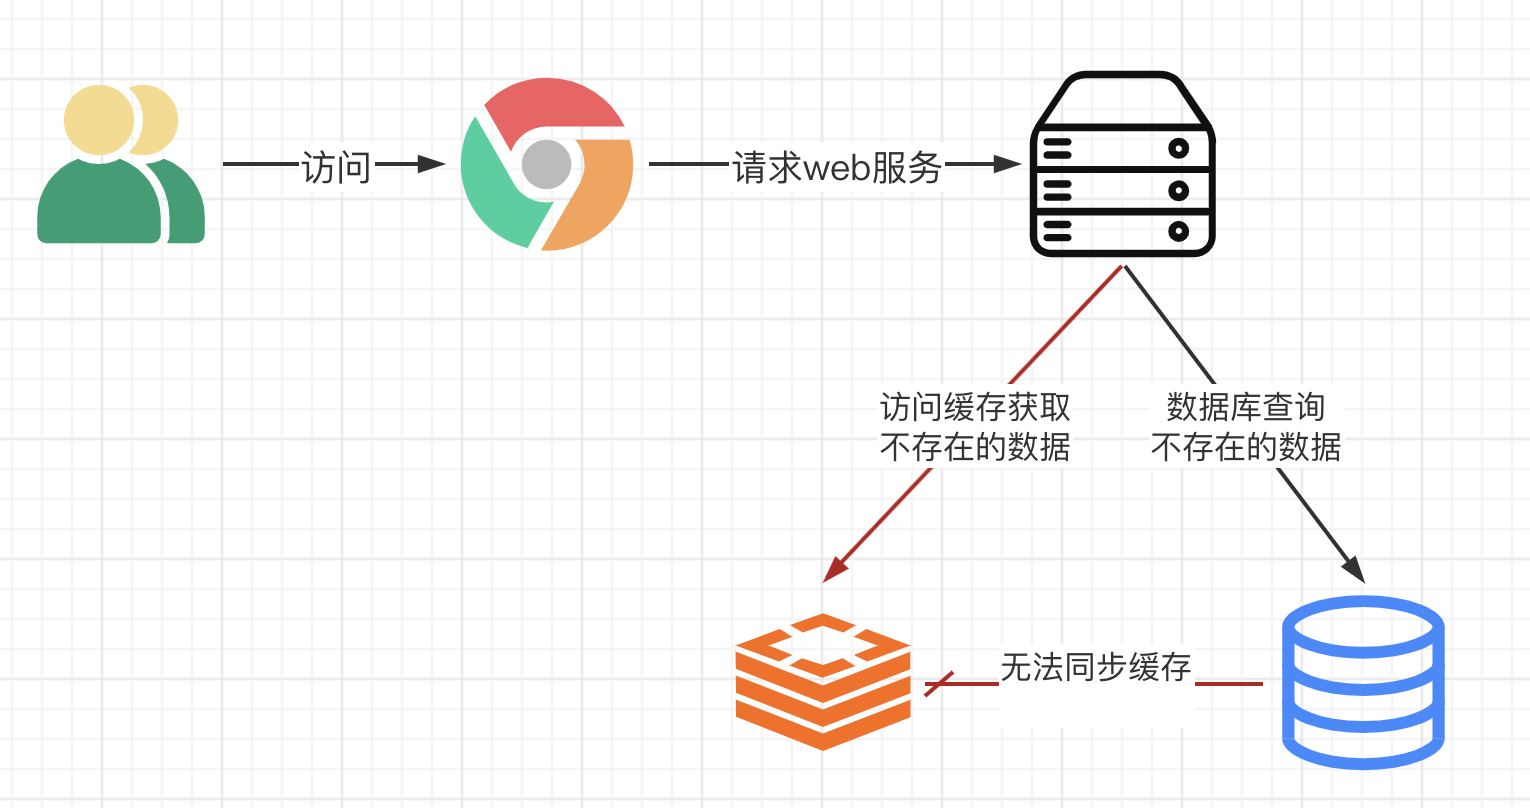 访问
请求web服务
访问缓存获取
不存在的数据
数据库查询
不存在的数据
无法同步缓存